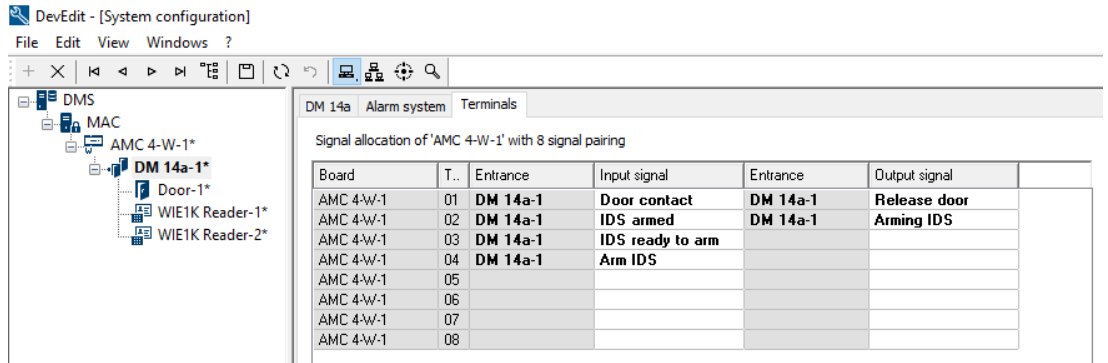 DevEdit - [System configuration]
File Edit View Windows ?
DMS
MAC
AMC 4-W-1*
DM 14a-1*
Door-1*
WIE1K Reader-1*
WIE1K Reader-2*
DM 14a Alarm system Terminals
Signal allocation of 'AMC 4-W-1' with 8 signal pairing
Board T.. Entrance Input signal Entrance Output signal
AMC 4-W-1 01 DM 14a-1 Door contact DM 14a-1 Release door
AMC 4-W-1 02 DM 14a-1 IDS armed DM 14a-1 Arming IDS
AMC 4-W-1 03 DM 14a-1 IDS ready to arm
AMC 4-W-1 04 DM 14a-1 Arm IDS
AMC 4-W-1 05
AMC 4-W-1 06
AMC 4-W-1 07
AMC 4-W-1 08